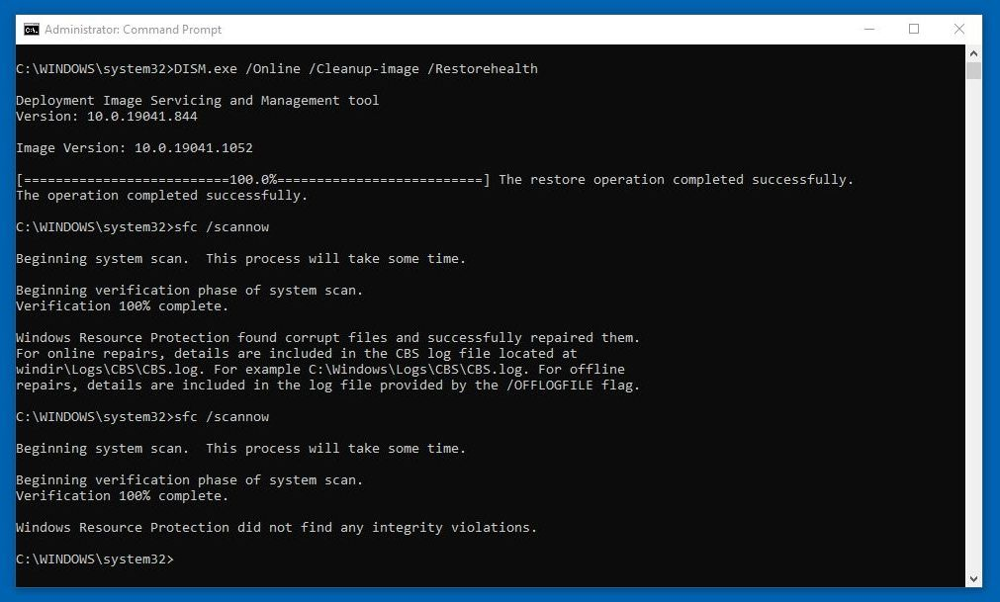 Administrator: Command Prompt
C:\WINDOWS\system32>DISM.exe /Online /Cleanup-image /Restorehealth
Deployment Image Servicing and Management tool
Version: 10.0.19041.844
Image Version: 10.0.19041.1052
[==========================100.0%==========================] The restore operation completed successfully.
The operation completed successfully.
C:\WINDOWS\system32>sfc /scannow
Beginning system scan.  This process will take some time.
Beginning verification phase of system scan.
Verification 100% complete.
Windows Resource Protection found corrupt files and successfully repaired them.
For online repairs, details are included in the CBS log file located at
windir\Logs\CBS\CBS.log. For example C:\Windows\Logs\CBS\CBS.log. For offline
repairs, details are included in the log file provided by the /OFFLOGFILE flag.
C:\WINDOWS\system32>sfc /scannow
Beginning system scan.  This process will take some time.
Beginning verification phase of system scan.
Verification 100% complete.
Windows Resource Protection did not find any integrity violations.
C:\WINDOWS\system32>